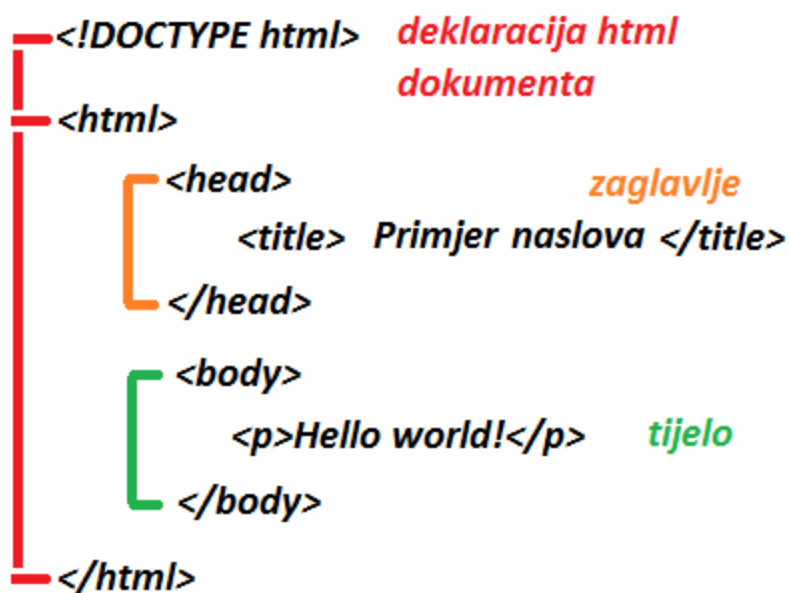 <!DOCTYPE html> deklaracija html
dokumenta
<html>
<head> zaglavlje
<title> Primjer naslova </title>
</head>
<body>
<p>Hello world!</p> tijelo
</body>
</html>